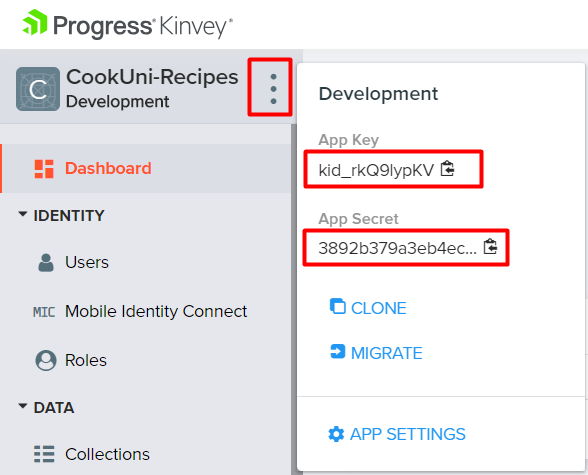 Progress Kinvey
C
CookUni-Recipes
Development
Dashboard
IDENTITY
Users
MIC Mobile Identity Connect
Roles
DATA
Collections
Development
App Key
kid_rkQ9lypKV
App Secret
3892b379a3eb4ec...
CLONE
MIGRATE
APP SETTINGS